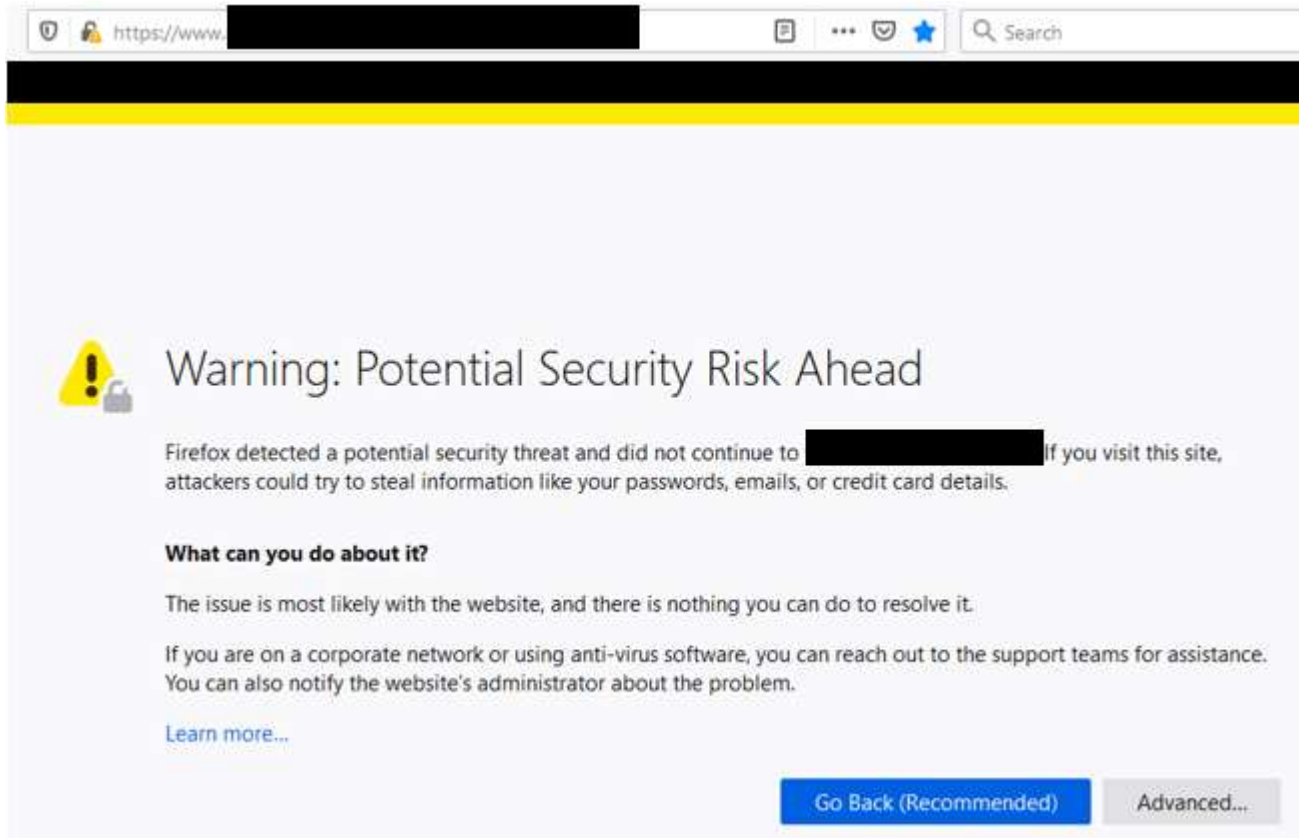 https://www.
Search
Warning: Potential Security Risk Ahead
Firefox detected a potential security threat and did not continue to If you visit this site,
attackers could try to steal information like your passwords, emails, or credit card details.
What can you do about it?
The issue is most likely with the website, and there is nothing you can do to resolve it.
If you are on a corporate network or using anti-virus software, you can reach out to the support teams for assistance.
You can also notify the website's administrator about the problem.
Learn more...
Go Back (Recommended) Advanced...